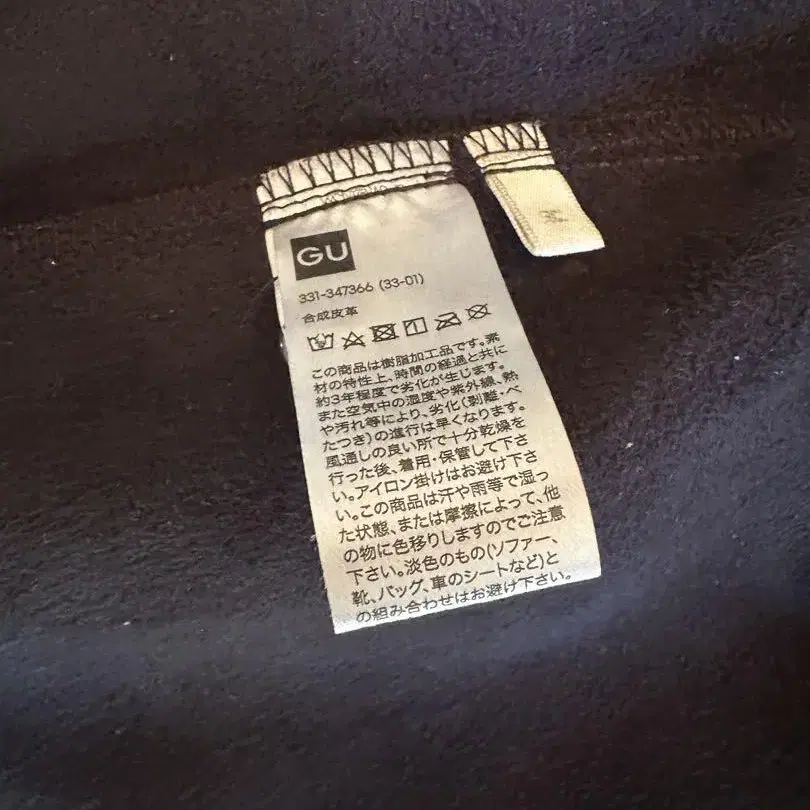 GU
331-347366 (33-01)
合成皮革
この商品は樹脂加工品です。素
材の特性上、時間の経過と共に
約3年程度で劣化が生じます。
また空気中の湿度や紫外線、熱
や汚れ等により、劣化(剥離・べ
たつき)の進行は早くなります。
風通しの良い所で十分乾燥を
行った後、着用・保管して下さ
い。アイロン掛けはお避け下さ
い。この商品は汗や雨等で湿っ
た状態、または摩擦によって、他
の物に色移りしますのでご注意
下さい。淡色のもの(ソファー、
靴、バッグ、車のシートなど)と
の組み合わせはお避け下さい。